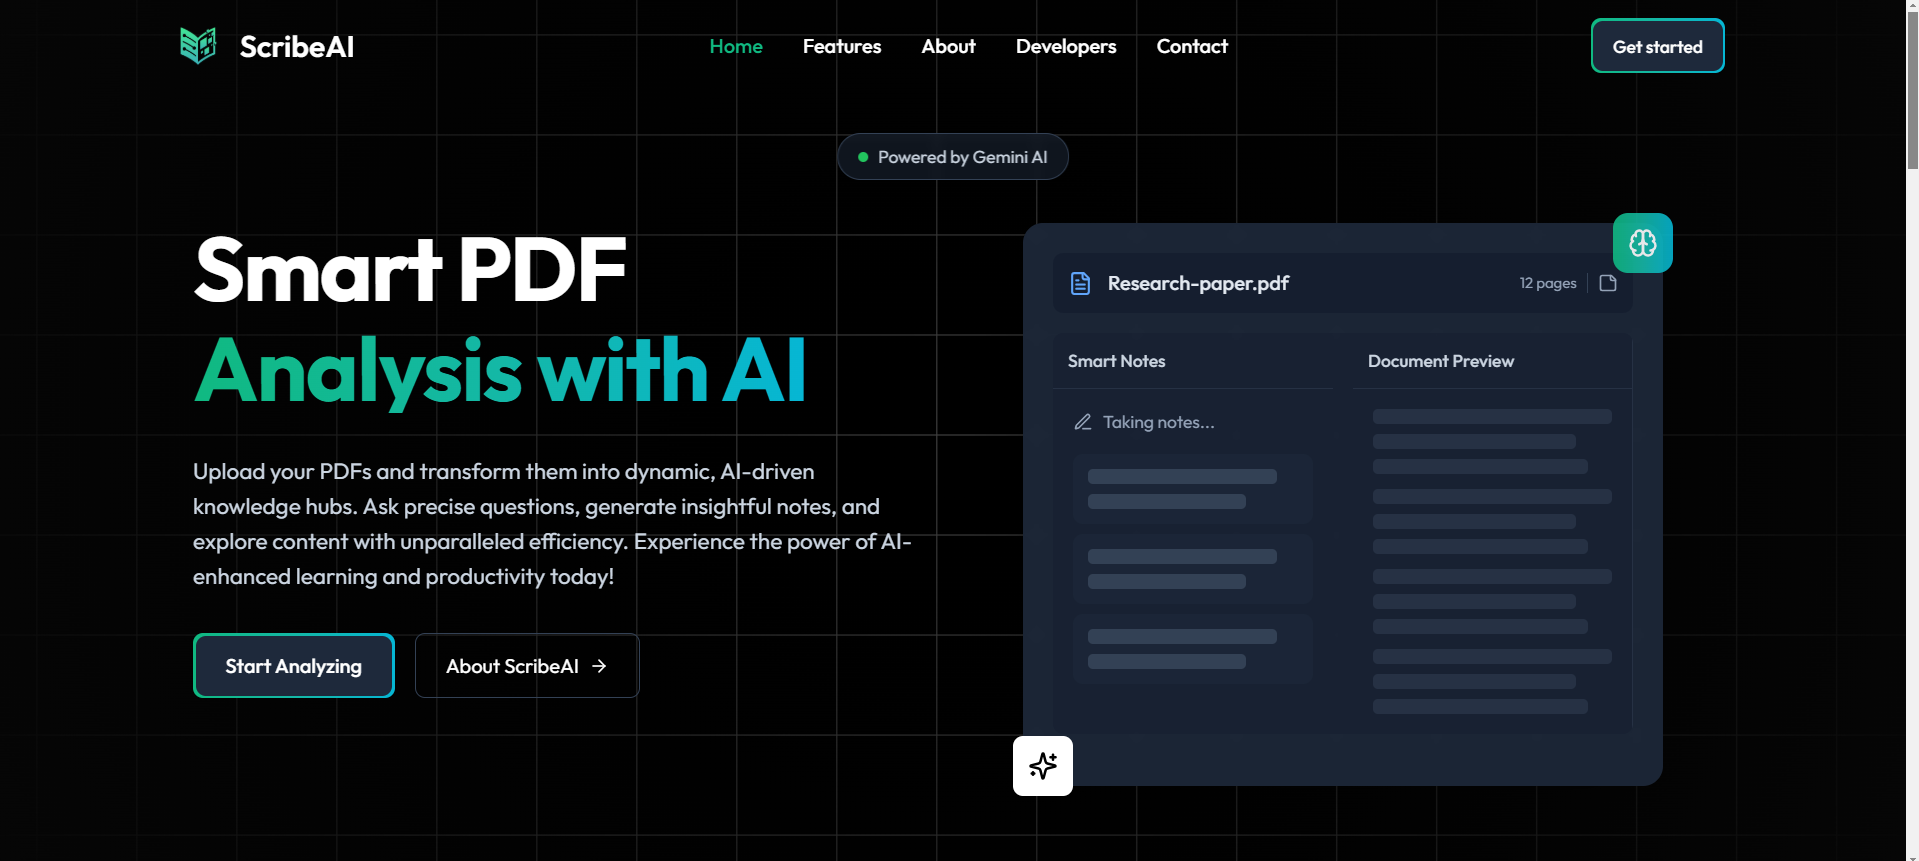 ScribeAI
Home
Features
About
Developers
Contact
Get started
Powered by Gemini AI
Smart PDF
Analysis with AI
Upload your PDFs and transform them into dynamic, AI-driven
knowledge hubs. Ask precise questions, generate insightful notes, and
explore content with unparalleled efficiency. Experience the power of AI-
enhanced learning and productivity today!
Start Analyzing
About ScribeAI →
Research-paper.pdf
12 pages
Smart Notes
Document Preview
Taking notes...